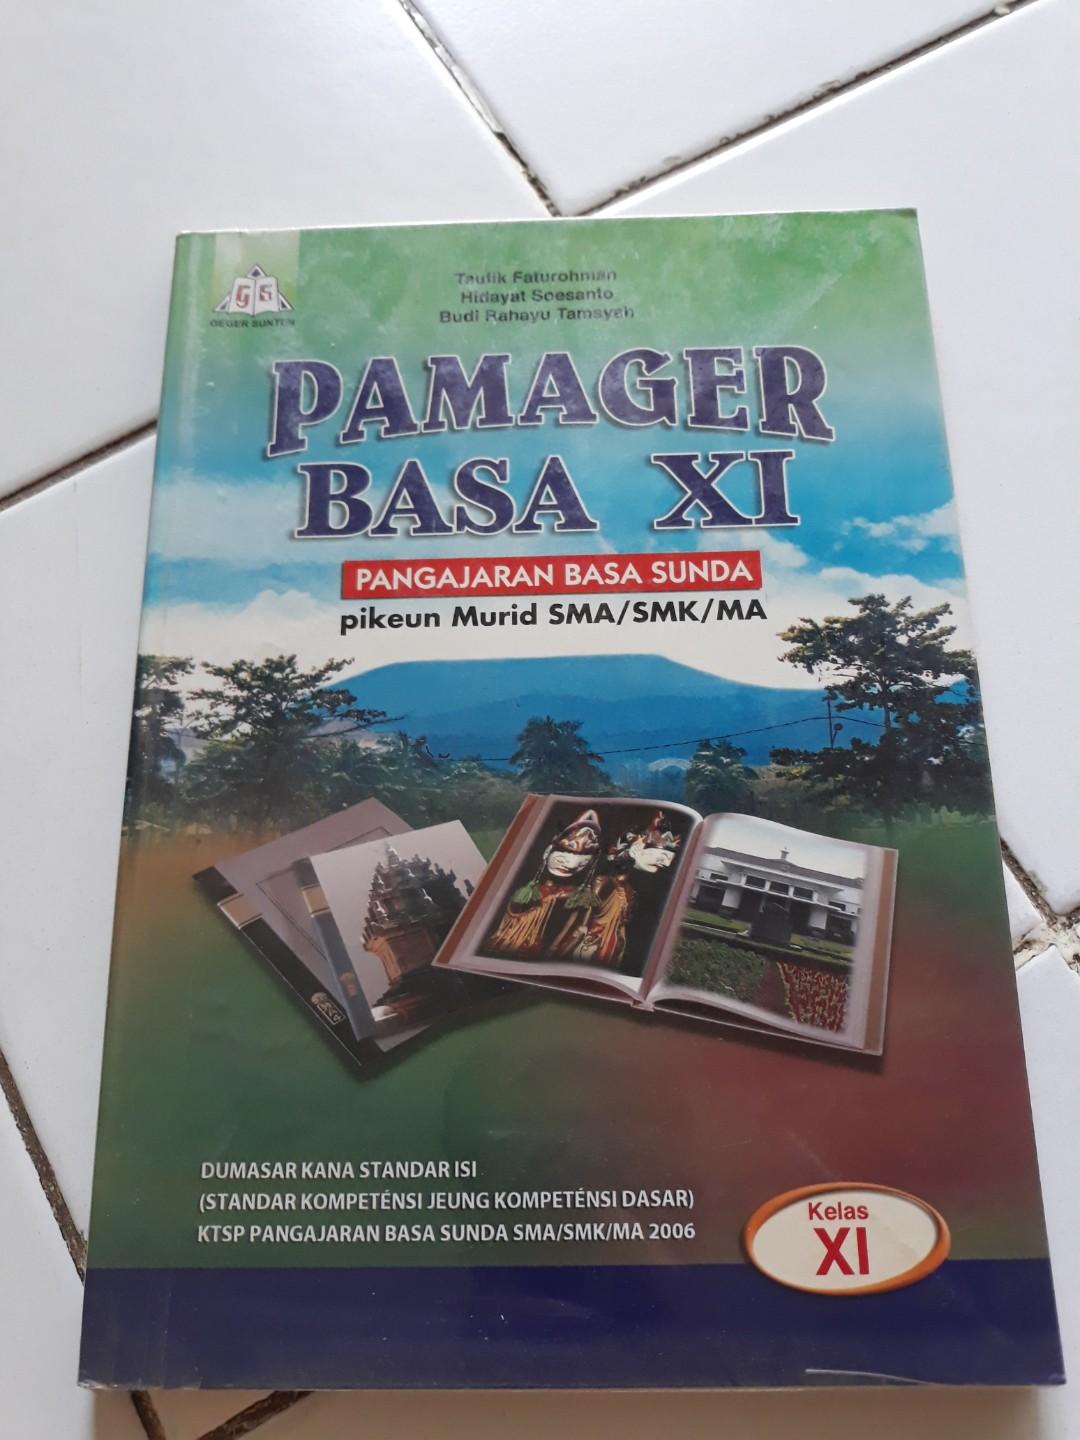 GEGER SUNTEN
Taufik Faturohman
Hidayat Soesanto
Budi Rahayu Tamsyah
PAMAGER
BASA XI
PANGAJARAN BASA SUNDA
pikeun Murid SMA/SMK/MA
DUMASAR KANA STANDAR ISI
(STANDAR KOMPETÉNSI JEUNG KOMPETÉNSI DASAR)
KTSP PANGAJARAN BASA SUNDA SMA/SMK/MA 2006
Kelas
XI